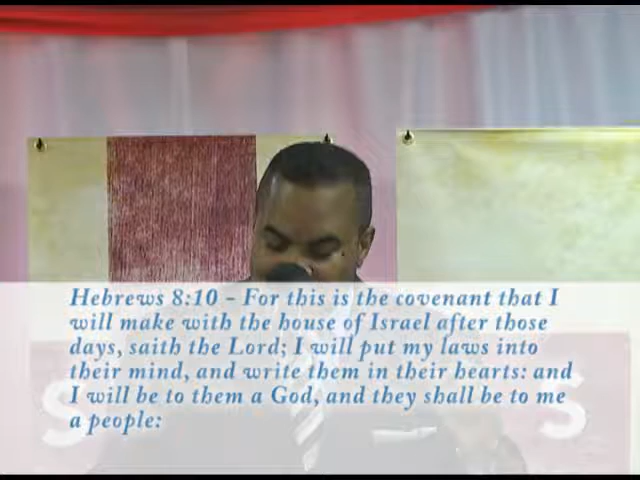 Hebrews 8:10 - For this is the covenant that I
will make with the house of Israel after those
days, saith the Lord; I will put my laws into
their mind, and write them in their hearts: and
I will be to them a God, and they shall be to me
a people:
S
S